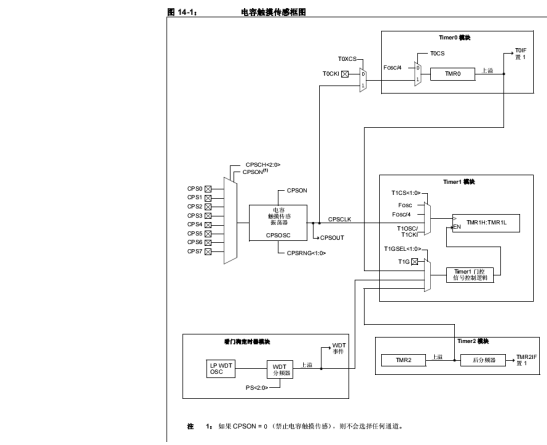 图 14-1： 电容触摸传感框图
Timer0 模块
T0XCS
T0CS
T0IF
置 1
T0CKI
0
1
Fosc/4
0
1
TMR0
上溢
CPSCH<2:0>
CPSON(1)
CPS0
CPS1
CPS2
CPS3
CPS4
CPS5
CPS6
CPS7
CPSON
电容
触摸传感
振荡器
CPSOSC
CPSCLK
CPSOUT
CPSRNG<1:0>
Timer1 模块
T1CS<1:0>
Fosc
Fosc/4
T1OSC/
T1CKI
TMR1H:TMR1L
EN
T1GSEL<1:0>
T1G
Timer1 门控
信号控制逻辑
看门狗定时器模块
WDT
事件
LP WDT
OSC
WDT
分频器
上溢
PS<2:0>
Timer2 模块
TMR2
上溢
后分频器
TMR2IF
置 1
注 1： 如果 CPSON = 0 （禁止电容触摸传感），则不会选择任何通道。